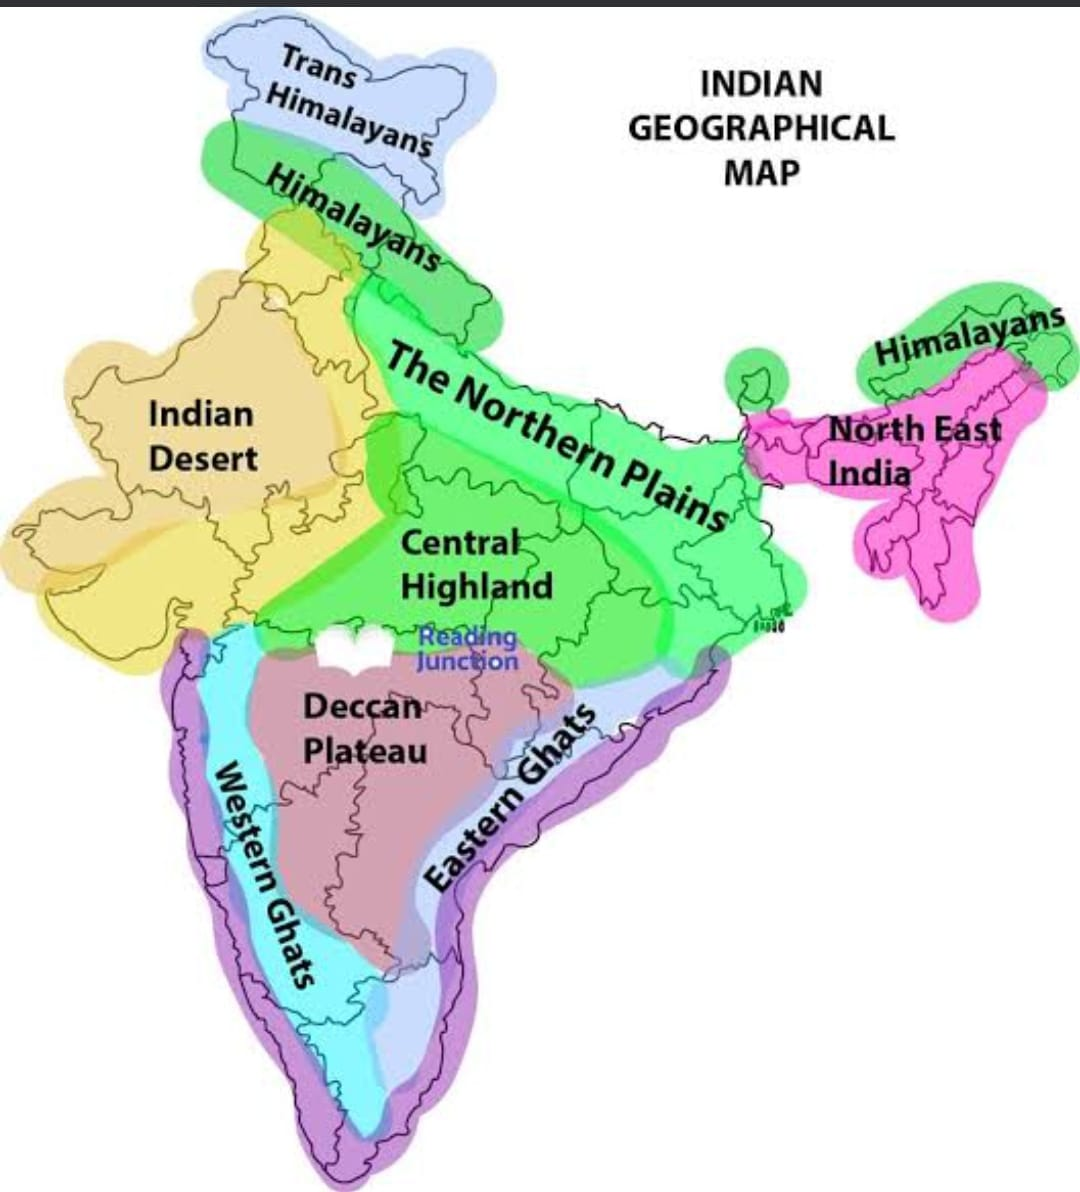 Trans
Himalayans
INDIAN
GEOGRAPHICAL
MAP
Himalayans
Himalayans
The Northern Plains
Indian
Desert
North East
India
Central
Highland
Reading
Junction
Deccan
Plateau
Eastern Ghats
Western Ghats